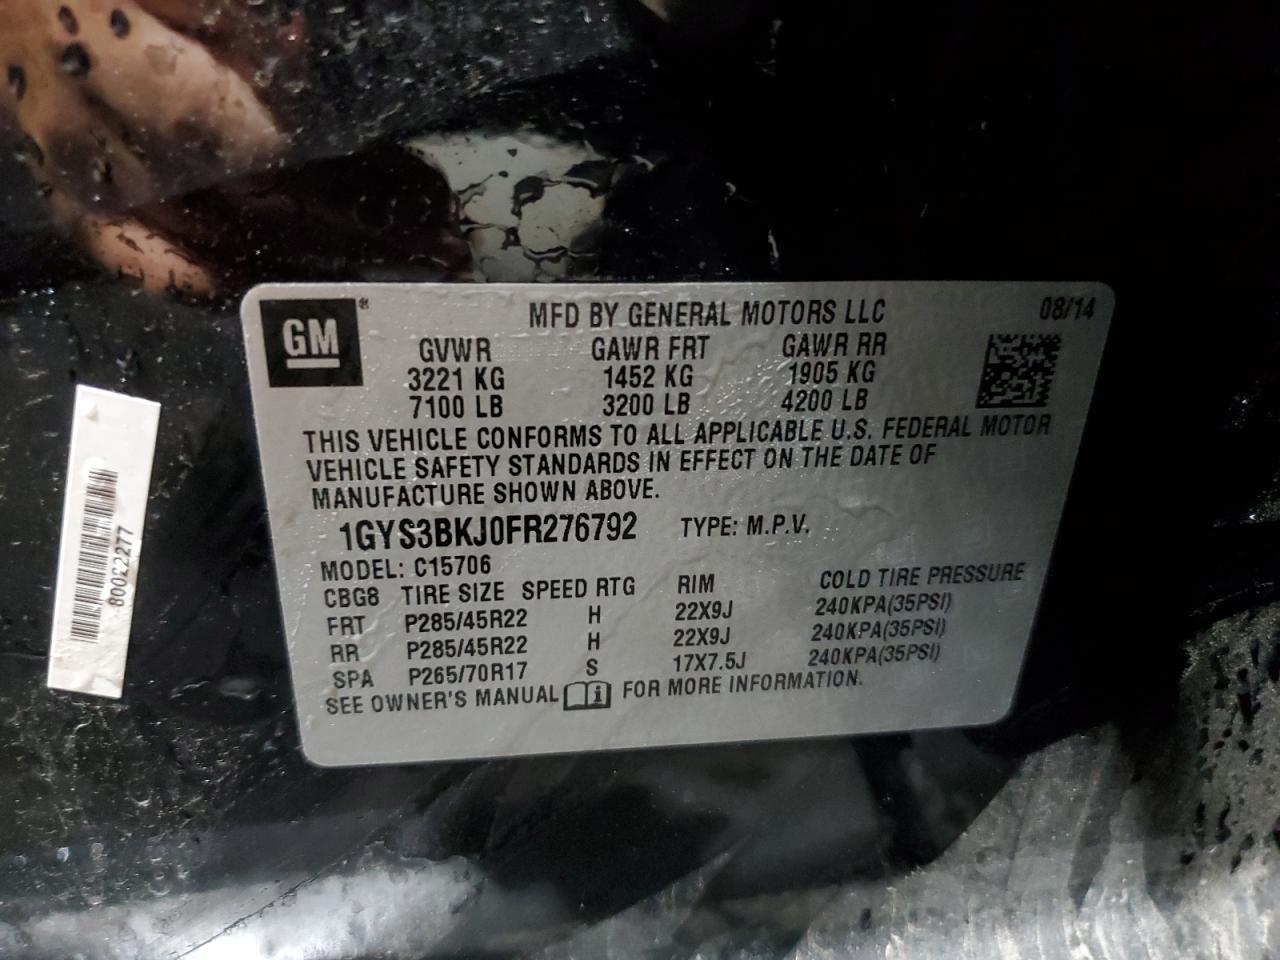 GM®
MFD BY GENERAL MOTORS LLC 08/14
GVWR GAWR FRT GAWR RR
3221 KG 1452 KG 1905 KG
7100 LB 3200 LB 4200 LB
THIS VEHICLE CONFORMS TO ALL APPLICABLE U.S. FEDERAL MOTOR
VEHICLE SAFETY STANDARDS IN EFFECT ON THE DATE OF
MANUFACTURE SHOWN ABOVE.
1GYS3BKJ0FR276792 TYPE: M.P.V.
MODEL: C15706
CBG8 TIRE SIZE SPEED RTG RIM COLD TIRE PRESSURE
FRT P285/45R22 H 22X9J 240KPA(35PSI)
RR P285/45R22 H 22X9J 240KPA(35PSI)
SPA P265/70R17 S 17X7.5J 240KPA(35PSI)
SEE OWNER'S MANUAL i FOR MORE INFORMATION.